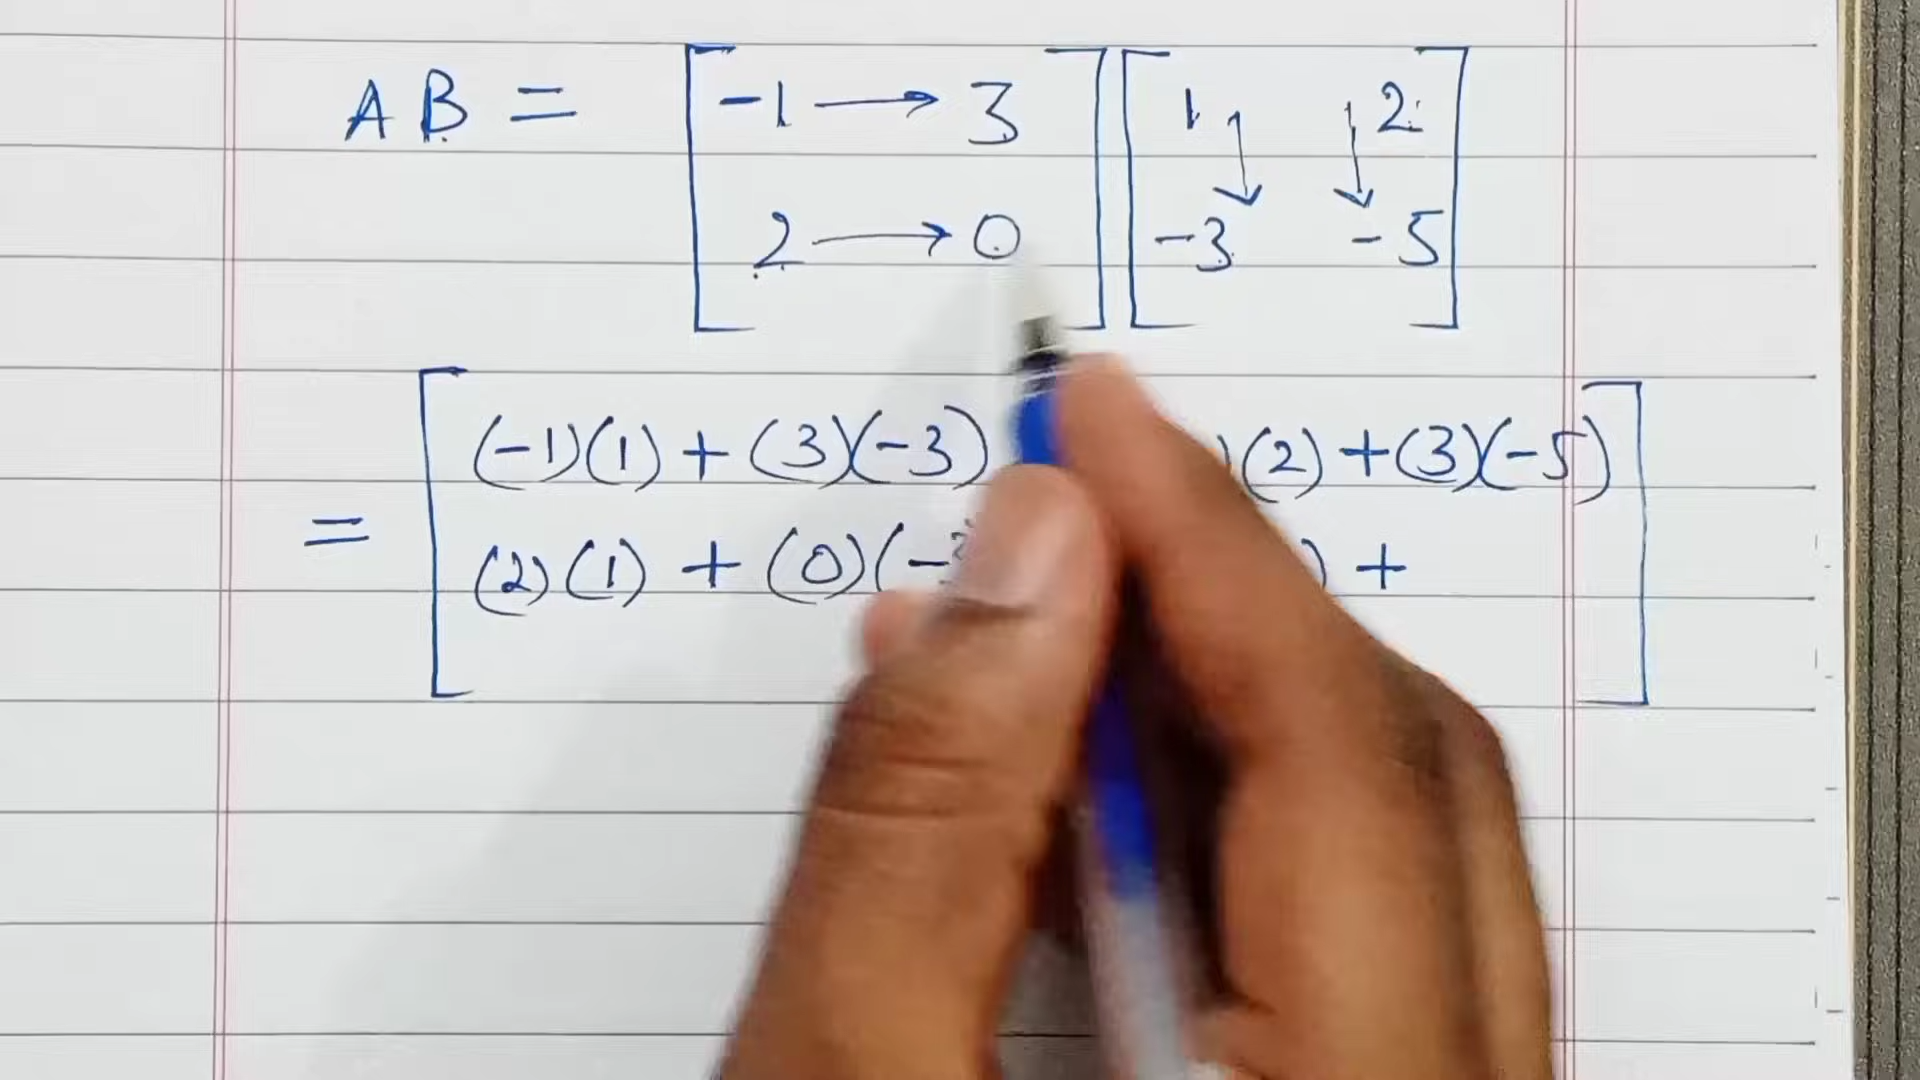 AB = [-1 → 3] [1 ↓ ↓ 2]
[2 → 0] [-3 -5]
= [(-1)(1) + (3)(-3) )(2) + (3)(-5)]
[(2)(1) + (0)(- ) +]